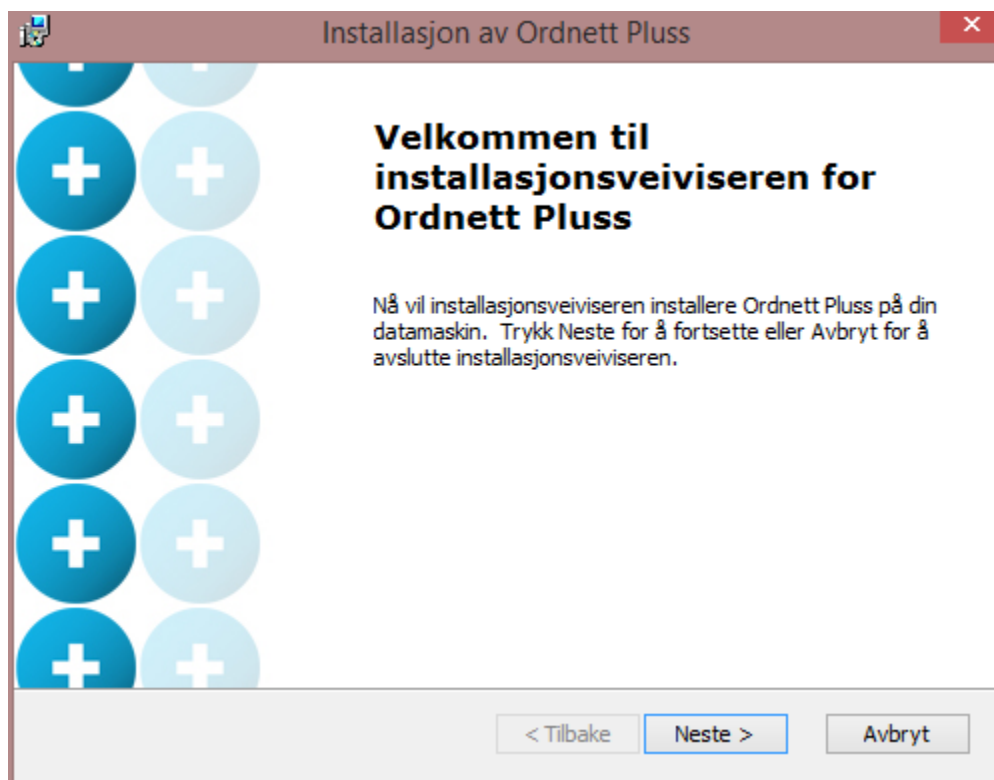 Installasjon av Ordnett Pluss
Velkommen til
installasjonsveiviseren for
Ordnett Pluss
Nå vil installasjonsveiviseren installere Ordnett Pluss på din
datamaskin.  Trykk Neste for å fortsette eller Avbryt for å
avslutte installasjonsveiviseren.
< Tilbake Neste > Avbryt